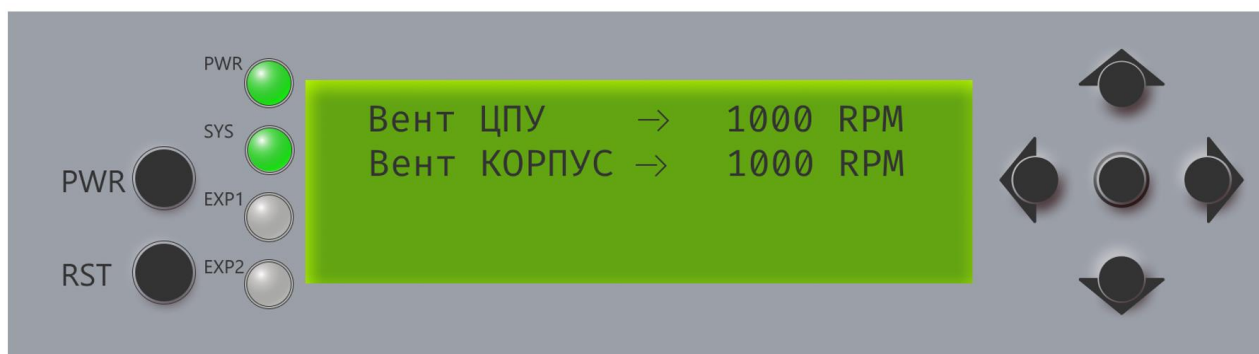 PWR
SYS
EXP1
EXP2
PWR
RST
Вент ЦПУ → 1000 RPM
Вент КОРПУС → 1000 RPM